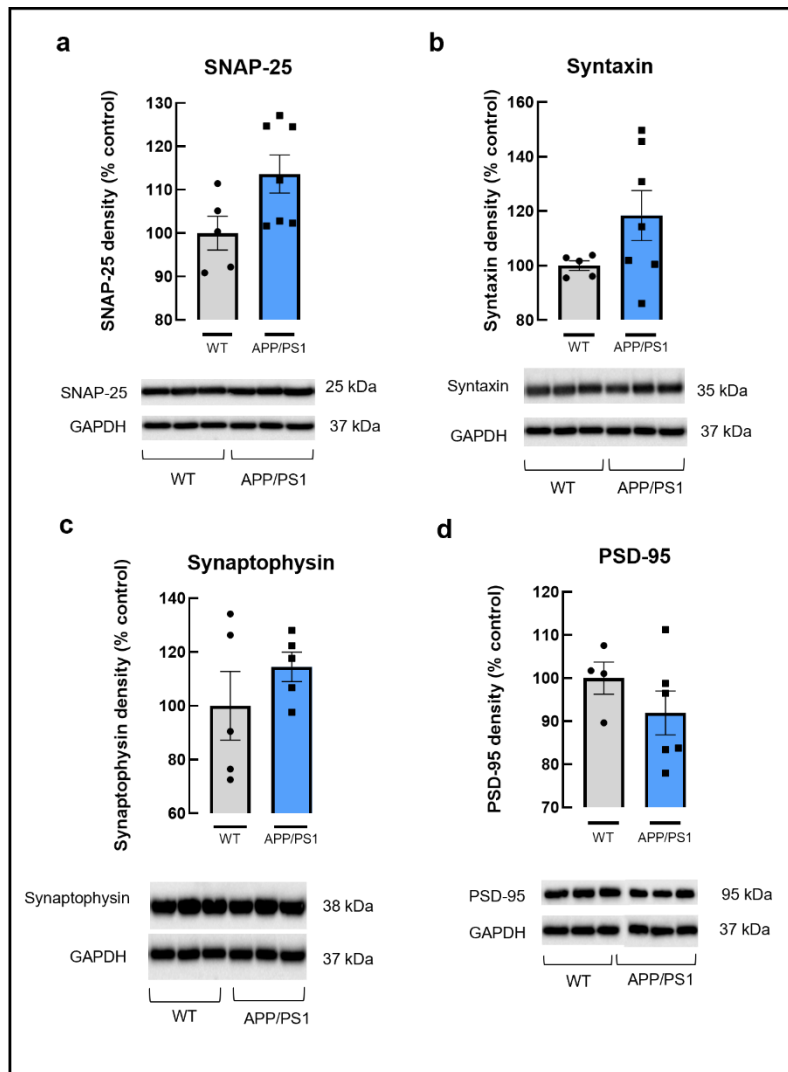 a
SNAP-25
SNAP-25 density (% control)
130
120
110
100
90
80
WT
APP/PS1
SNAP-25
25 kDa
GAPDH
37 kDa
WT
APP/PS1
b
Syntaxin
Syntaxin density (% control)
160
140
120
100
80
WT
APP/PS1
Syntaxin
35 kDa
GAPDH
37 kDa
WT
APP/PS1
c
Synaptophysin
Synaptophysin density (% control)
140
120
100
80
60
WT
APP/PS1
Synaptophysin
38 kDa
GAPDH
37 kDa
WT
APP/PS1
d
PSD-95
PSD-95 density (% control)
120
110
100
90
80
70
WT
APP/PS1
PSD-95
95 kDa
GAPDH
37 kDa
WT
APP/PS1